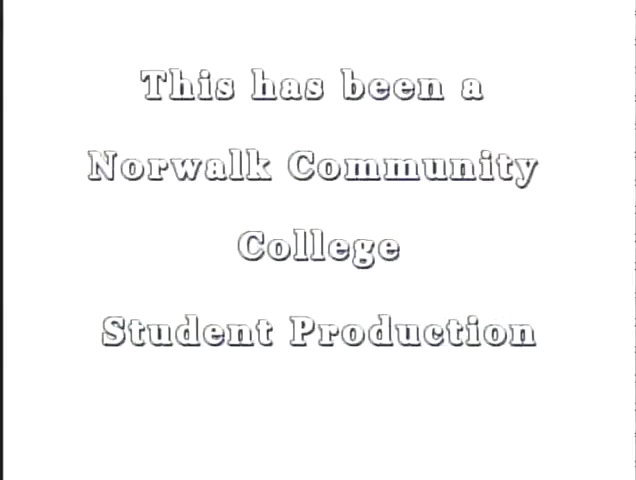 This has been a
Norwalk Community
College
Student Production